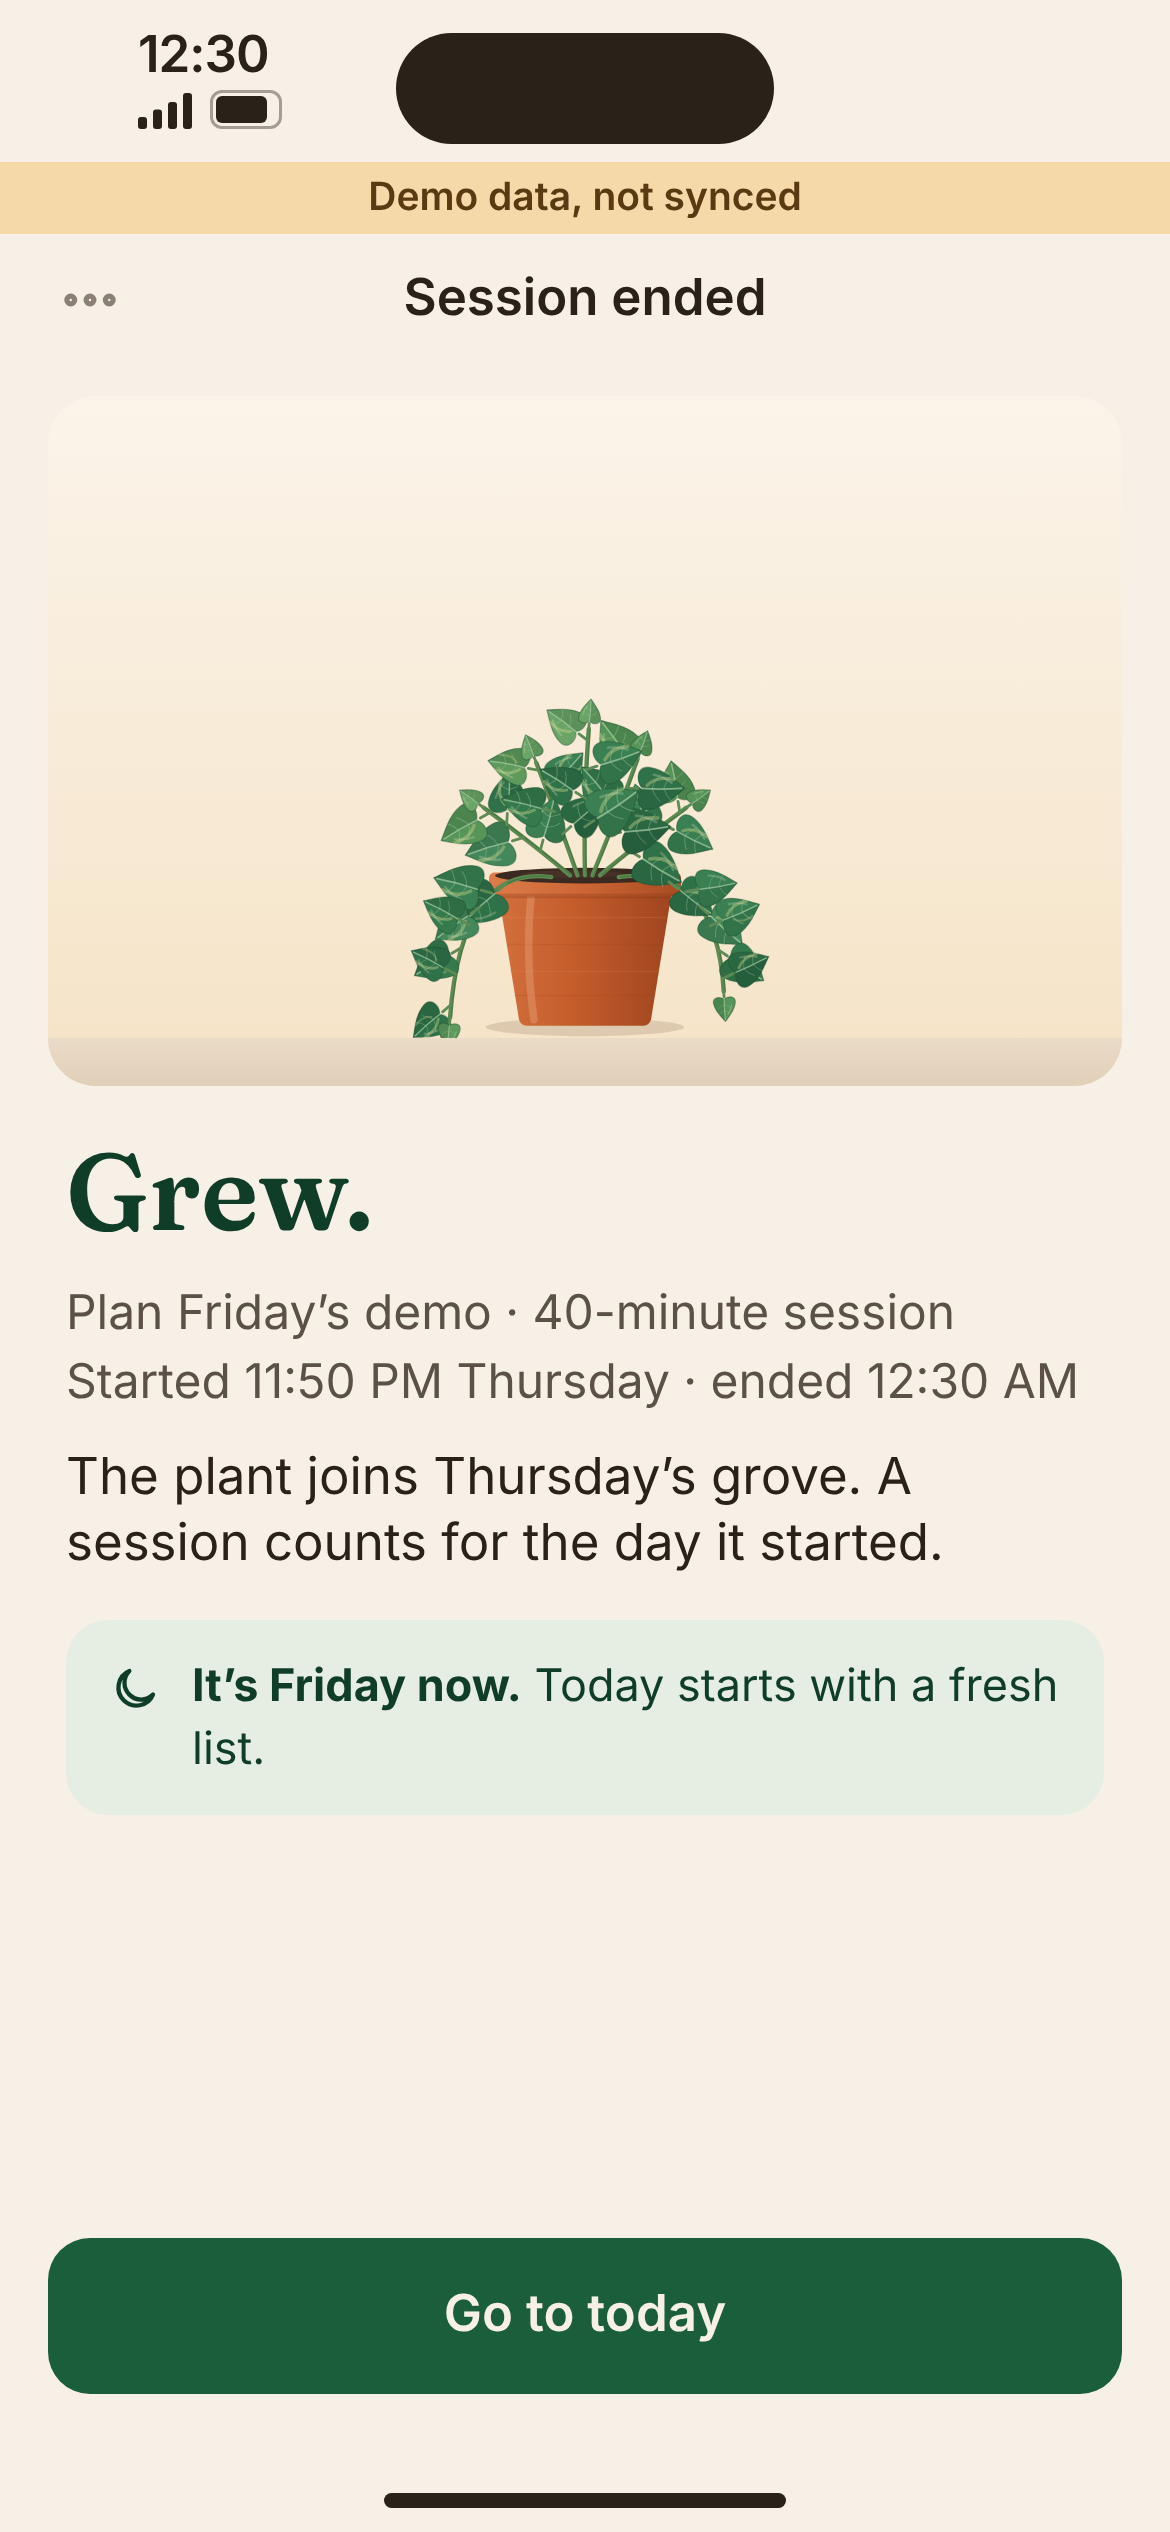 12:30
Demo data, not synced
Session ended
Grew.
Plan Friday’s demo · 40-minute session
Started 11:50 PM Thursday · ended 12:30 AM
The plant joins Thursday’s grove. A
session counts for the day it started.
It’s Friday now. Today starts with a fresh
list.
Go to today